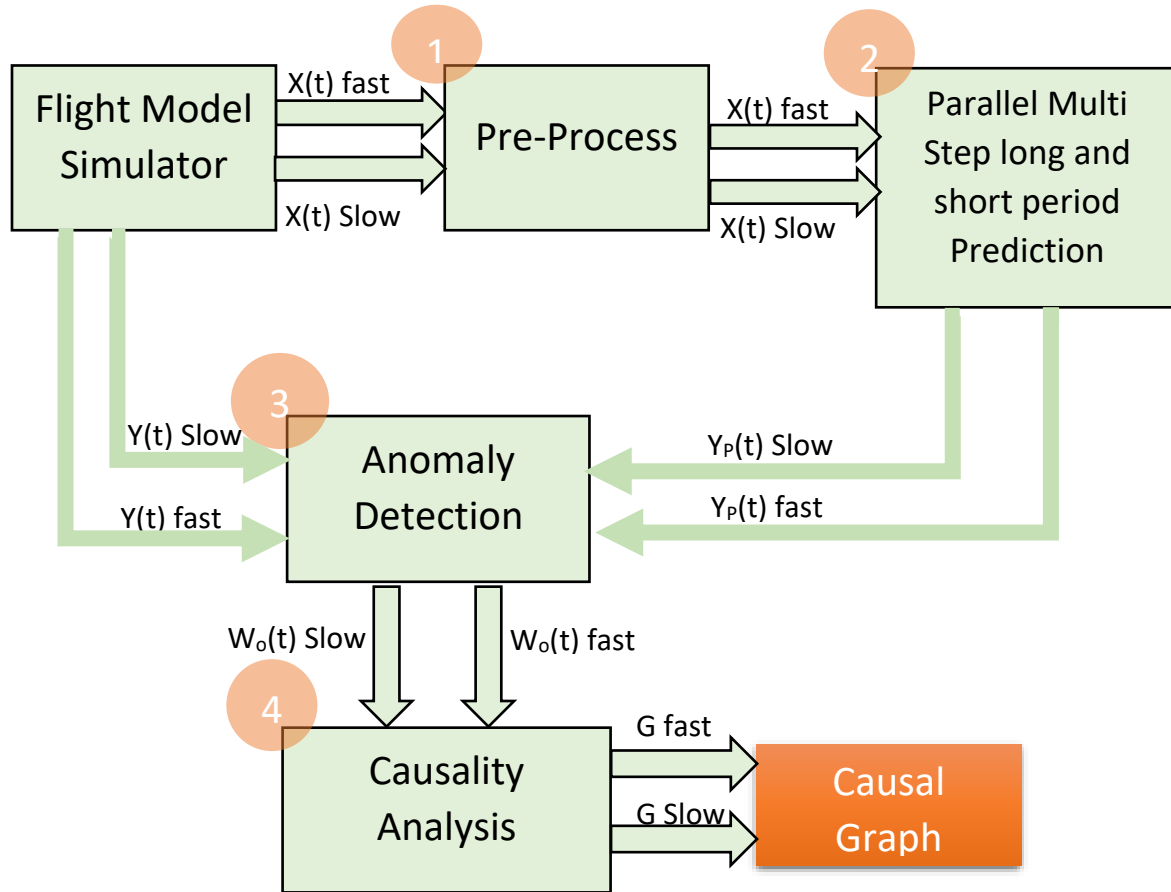 1
2
Flight Model
Simulator
X(t) fast
X(t) Slow
Pre-Process
X(t) fast
X(t) Slow
Parallel Multi
Step long and
short period
Prediction
3
Y(t) Slow
Y(t) fast
Anomaly
Detection
YP(t) Slow
YP(t) fast
Wo(t) Slow
Wo(t) fast
4
Causality
Analysis
G fast
G Slow
Causal
Graph